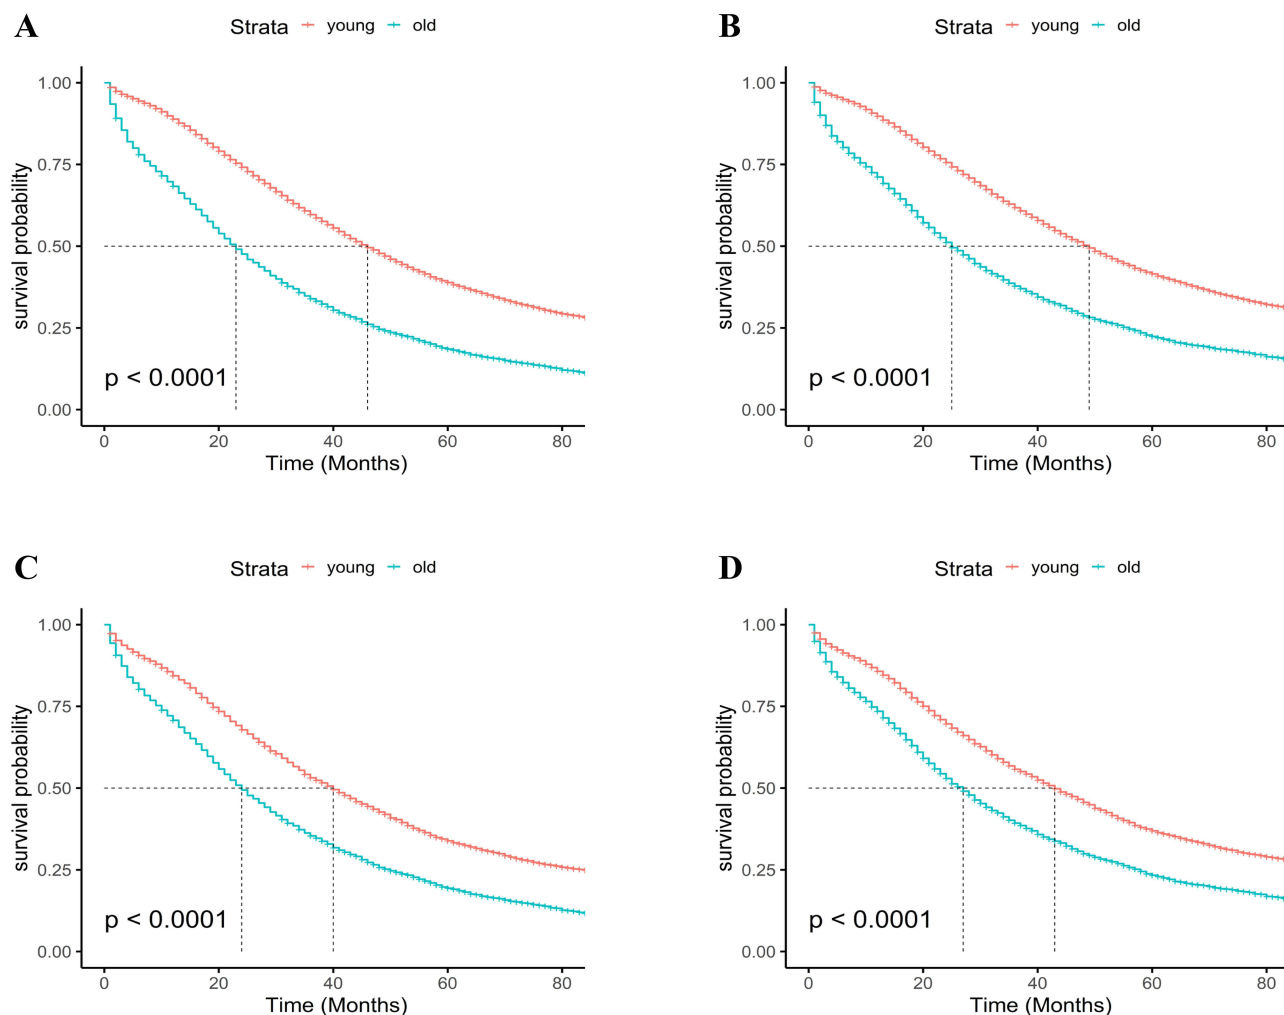 A
Strata young old
survival probability
1.00
0.75
0.50
0.25
0.00
p < 0.0001
0 20 40 60 80
Time (Months)
B
Strata young old
survival probability
1.00
0.75
0.50
0.25
0.00
p < 0.0001
0 20 40 60 80
Time (Months)
C
Strata young old
survival probability
1.00
0.75
0.50
0.25
0.00
p < 0.0001
0 20 40 60 80
Time (Months)
D
Strata young old
survival probability
1.00
0.75
0.50
0.25
0.00
p < 0.0001
0 20 40 60 80
Time (Months)